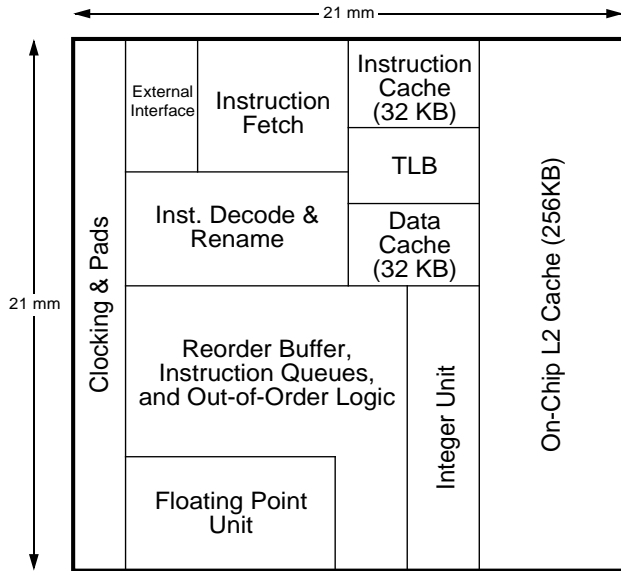 21 mm
21 mm
Clocking & Pads
External
Interface
Instruction
Fetch
Instruction
Cache
(32 KB)
TLB
Inst. Decode &
Rename
Data
Cache
(32 KB)
Reorder Buffer,
Instruction Queues,
and Out-of-Order Logic
Floating Point
Unit
Integer Unit
On-Chip L2 Cache (256KB)